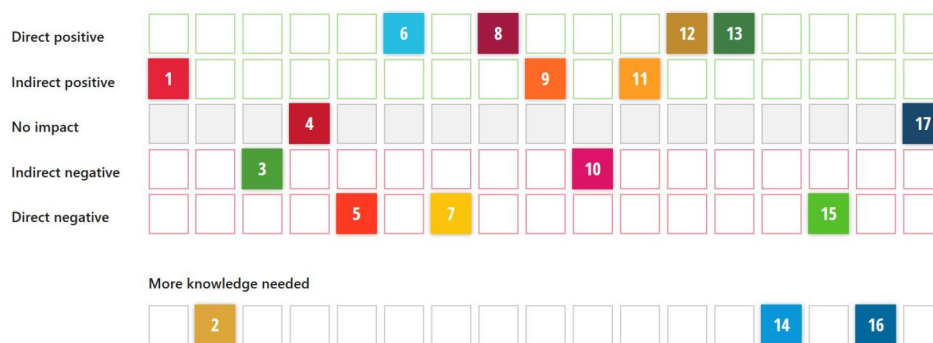 Direct positive 6 8 12 13
Indirect positive 1 9 11
No impact 4 17
Indirect negative 3 10
Direct negative 5 7 15
More knowledge needed
2 14 16